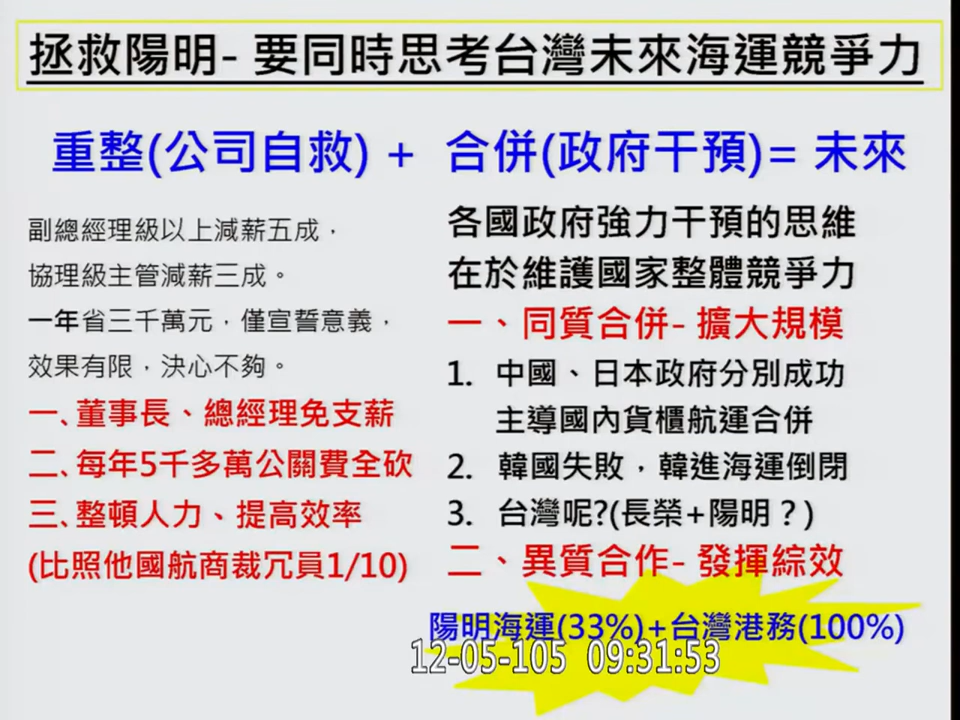 拯救陽明- 要同時思考台灣未來海運競爭力
重整(公司自救) + 合併(政府干預)= 未來
副總經理級以上減薪五成，
協理級主管減薪三成。
一年省三千萬元，僅宣誓意義，
效果有限，決心不夠。
一、董事長、總經理免支薪
二、每年5千多萬公關費全砍
三、整頓人力、提高效率
(比照他國航商裁冗員1/10)
各國政府強力干預的思維
在於維護國家整體競爭力
一、同質合併- 擴大規模
1. 中國、日本政府分別成功
主導國內貨櫃航運合併
2. 韓國失敗，韓進海運倒閉
3. 台灣呢?(長榮+陽明？)
二、異質合作- 發揮綜效
陽明海運(33%)+台灣港務(100%)
12-05-105 09:31:53